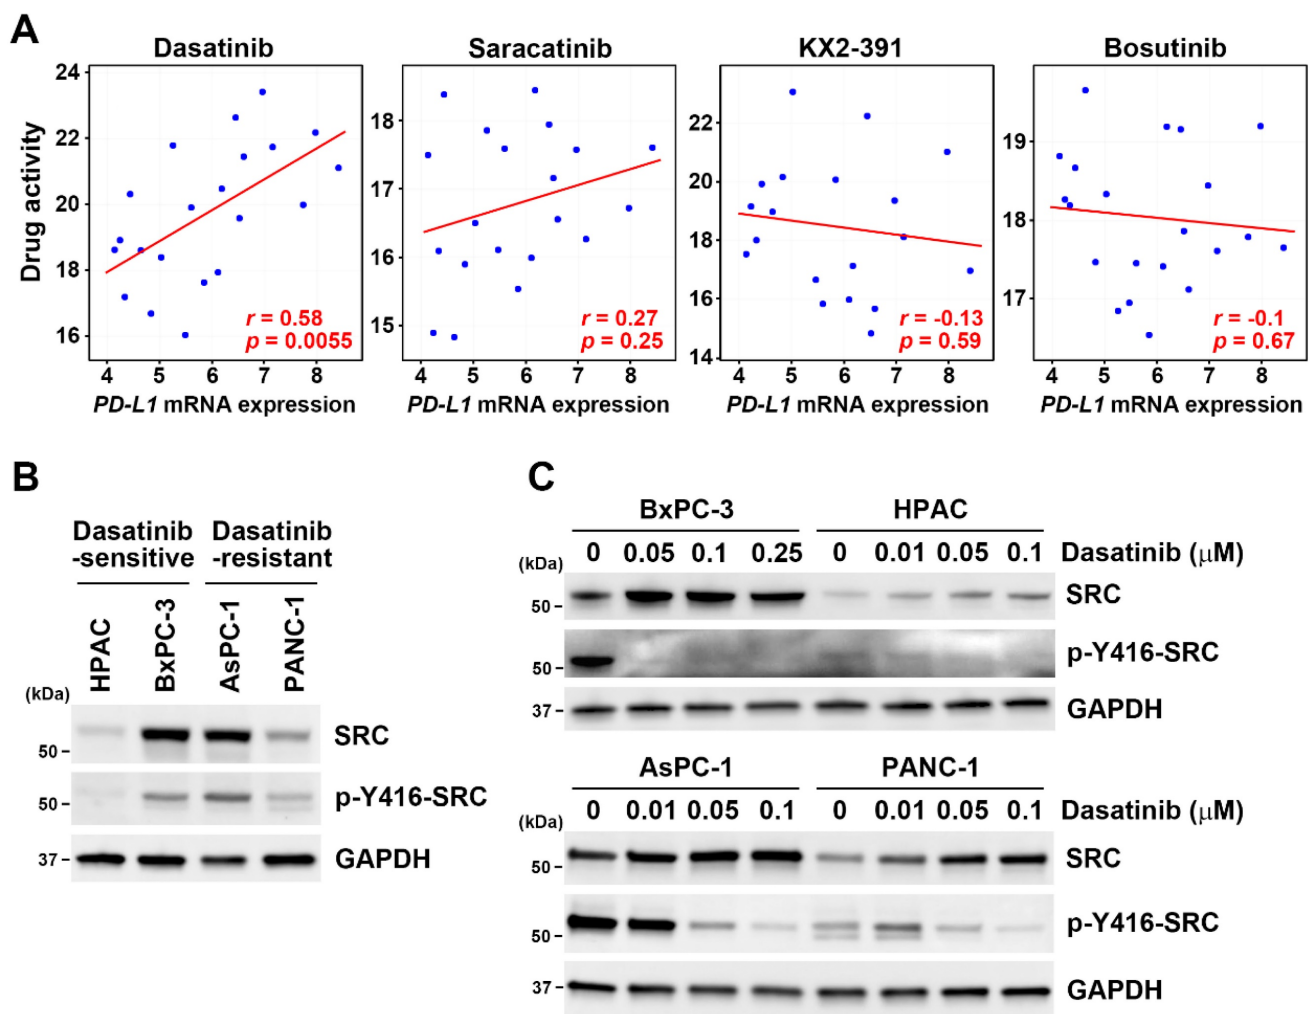 A
Dasatinib
Saracatinib
KX2-391
Bosutinib
Drug activity
24
22
20
18
16
r = 0.58
p = 0.0055
4 5 6 7 8
PD-L1 mRNA expression
18
17
16
15
r = 0.27
p = 0.25
4 5 6 7 8
PD-L1 mRNA expression
22
20
18
16
14
r = -0.13
p = 0.59
4 5 6 7 8
PD-L1 mRNA expression
19
18
17
r = -0.1
p = 0.67
4 5 6 7 8
PD-L1 mRNA expression
B
Dasatinib
-sensitive
Dasatinib
-resistant
HPAC
BxPC-3
AsPC-1
PANC-1
(kDa)
50
SRC
50
p-Y416-SRC
37
GAPDH
C
BxPC-3
HPAC
0 0.05 0.1 0.25 0 0.01 0.05 0.1 Dasatinib (μM)
(kDa)
50
SRC
50
p-Y416-SRC
37
GAPDH
AsPC-1
PANC-1
0 0.01 0.05 0.1 0 0.01 0.05 0.1 Dasatinib (μM)
(kDa)
50
SRC
50
p-Y416-SRC
37
GAPDH